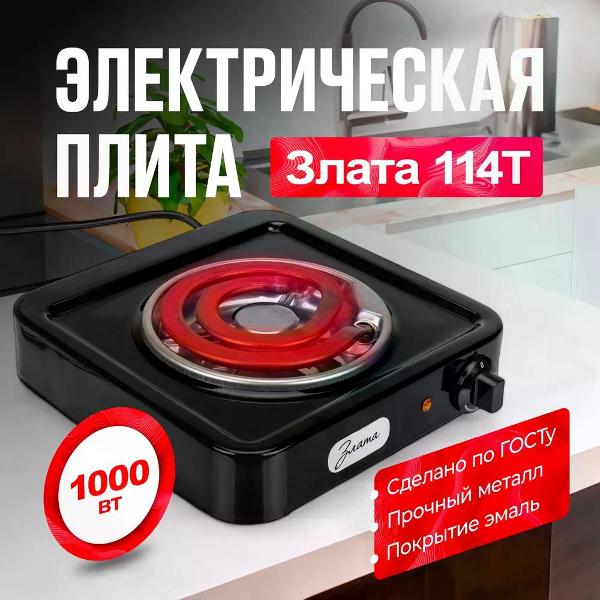 ЭЛЕКТРИЧЕСКАЯ
ПЛИТА
Злата 114Т
Злата
1000
ВТ
Сделано по ГОСТу
Прочный металл
Покрытие эмаль